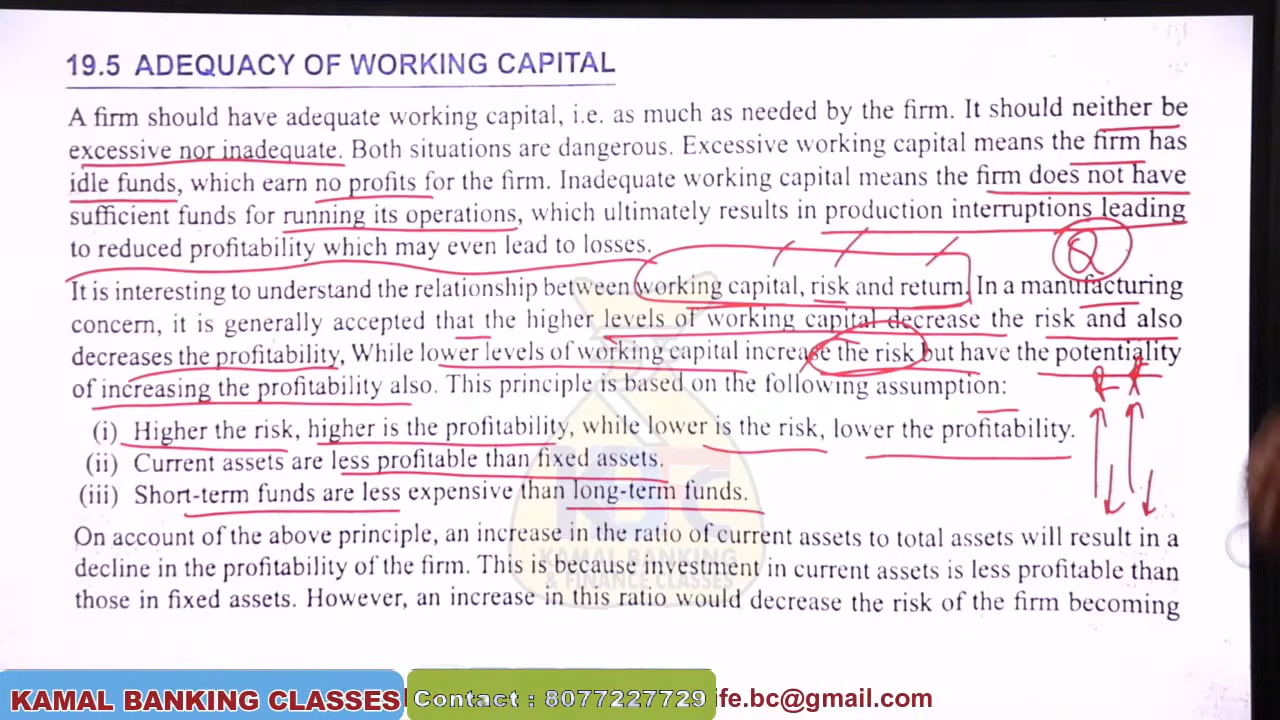 19.5 ADEQUACY OF WORKING CAPITAL
A firm should have adequate working capital, i.e. as much as needed by the firm. It should neither be
excessive nor inadequate. Both situations are dangerous. Excessive working capital means the firm has
idle funds, which earn no profits for the firm. Inadequate working capital means the firm does not have
sufficient funds for running its operations, which ultimately results in production interruptions leading
to reduced profitability which may even lead to losses.
Q
It is interesting to understand the relationship between working capital, risk and return. In a manufacturing
concern, it is generally accepted that the higher levels of working capital decrease the risk and also
decreases the profitability, While lower levels of working capital increase the risk but have the potentiality
of increasing the profitability also. This principle is based on the following assumption:
(i) Higher the risk, higher is the profitability, while lower is the risk, lower the profitability.
(ii) Current assets are less profitable than fixed assets.
(iii) Short-term funds are less expensive than long-term funds.
On account of the above principle, an increase in the ratio of current assets to total assets will result in a
decline in the profitability of the firm. This is because investment in current assets is less profitable than
those in fixed assets. However, an increase in this ratio would decrease the risk of the firm becoming
KBC
KAMAL BANKING
& FINANCE CLASSES
KAMAL BANKING CLASSES Contact : 8077227729 ife.bc@gmail.com